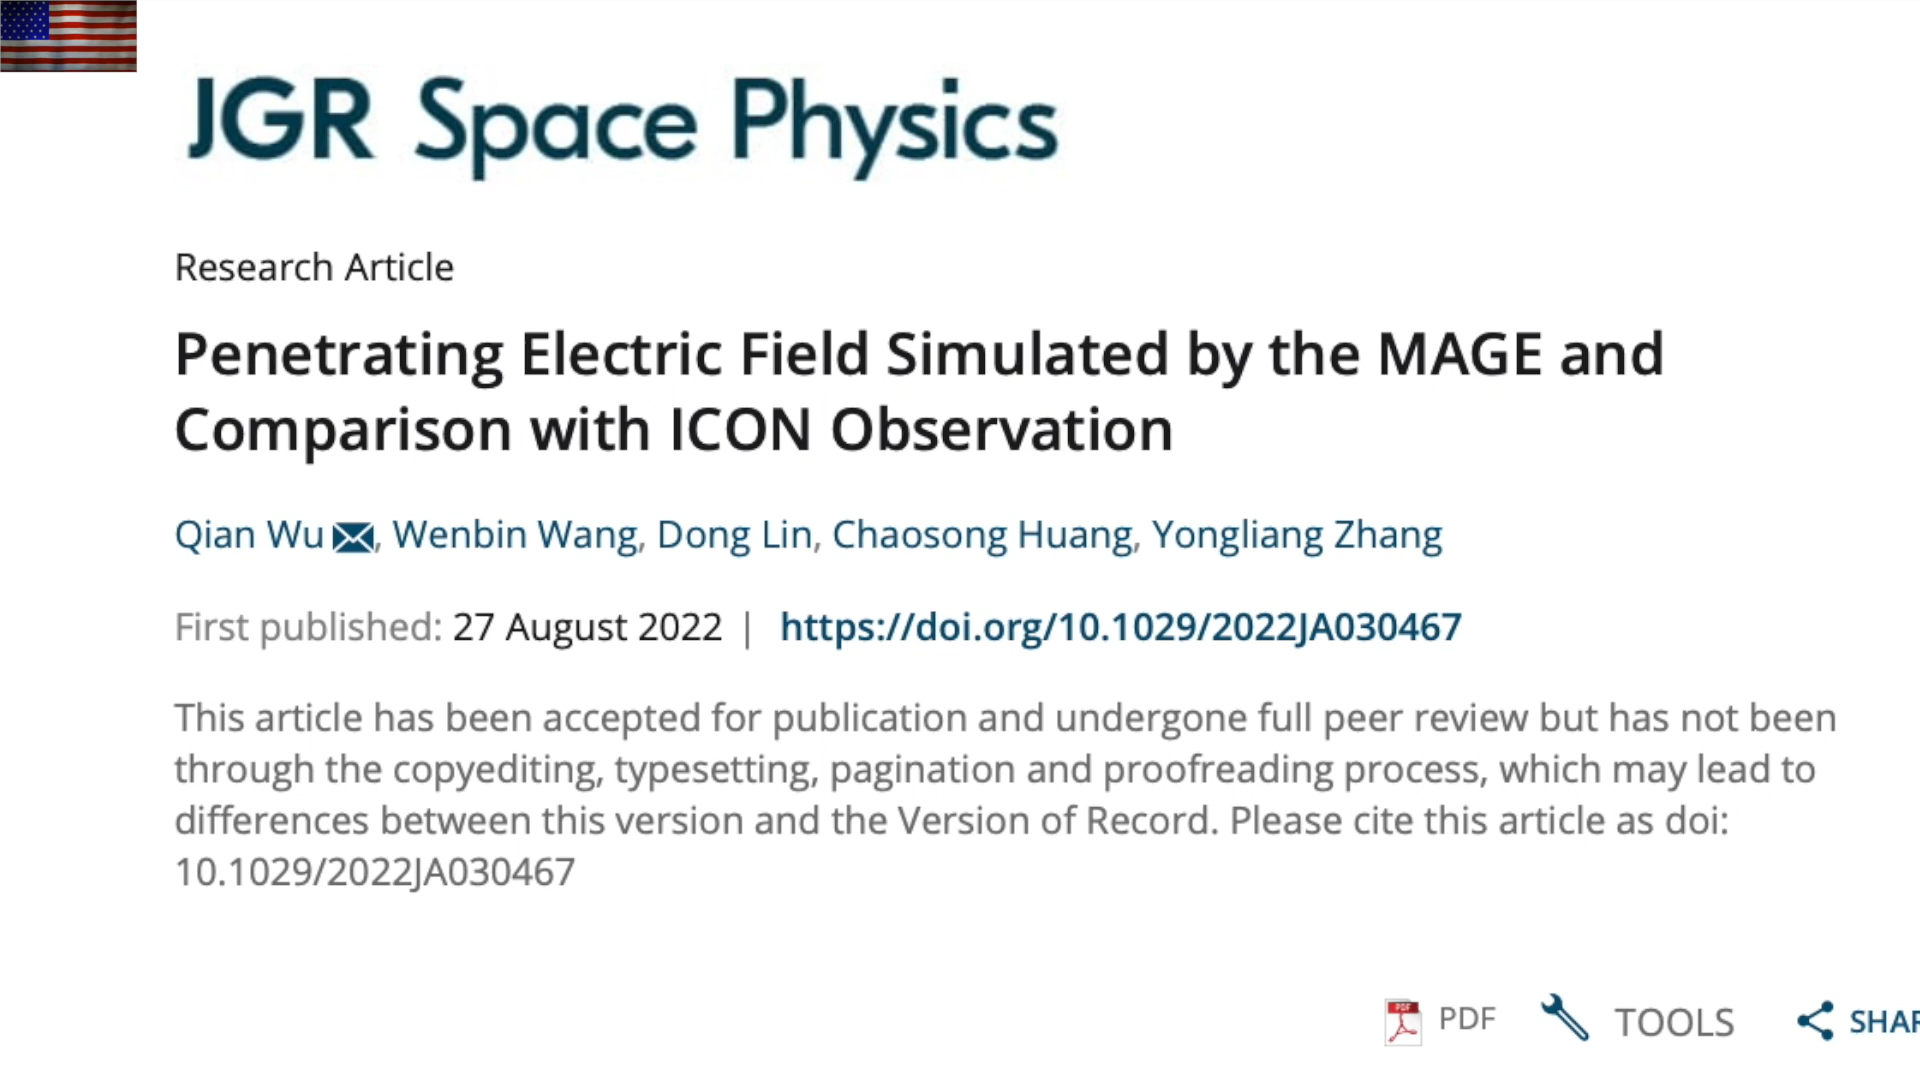 JGR Space Physics
Research Article
Penetrating Electric Field Simulated by the MAGE and
Comparison with ICON Observation
Qian Wu, Wenbin Wang, Dong Lin, Chaosong Huang, Yongliang Zhang
First published: 27 August 2022 | https://doi.org/10.1029/2022JA030467
This article has been accepted for publication and undergone full peer review but has not been
through the copyediting, typesetting, pagination and proofreading process, which may lead to
differences between this version and the Version of Record. Please cite this article as doi:
10.1029/2022JA030467
PDF TOOLS SHAR